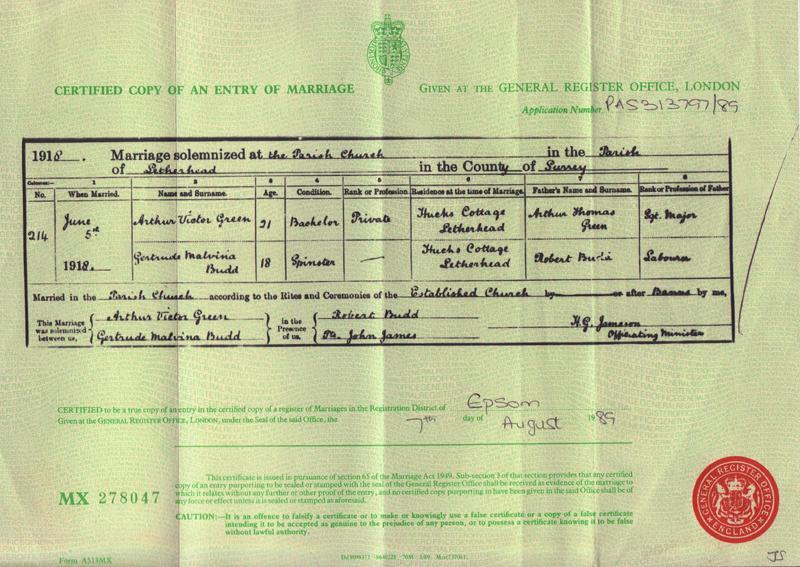 CERTIFIED COPY OF AN ENTRY OF MARRIAGE
GIVEN AT THE GENERAL REGISTER OFFICE, LONDON
Application Number PAS313797/89
1918. Marriage solemnized at the Parish Church in the Parish
of Letherhead in the County of Surrey
Columns:— 1 2 3 4 5 6 7 8
No. When Married. Name and Surname. Age. Condition. Rank or Profession. Residence at the time of Marriage. Father's Name and Surname. Rank or Profession of Father
214 June 5th 1918. Arthur Victor Green 21 Bachelor Private Hucks Cottage Letherhead Arthur Thomas Green Sgt. Major
Gertrude Malvina Budd 18 Spinster — Hucks Cottage Letherhead Robert Budd Labourer
Married in the Parish Church according to the Rites and Ceremonies of the Established Church by or after Banns by me,
This Marriage was solemnized between us, Arthur Victor Green Gertrude Malvina Budd in the Presence of us, Robert Budd John James H.G. Jameson Officiating Minister
CERTIFIED to be a true copy of an entry in the certified copy of a register of Marriages in the Registration District of Epsom
Given at the GENERAL REGISTER OFFICE, LONDON, under the Seal of the said Office, the 7th day of August 1989
MX 278047
This certificate is issued in pursuance of section 65 of the Marriage Act 1949. Sub-section 3 of that section provides that any certified
copy of an entry purporting to be sealed or stamped with the seal of the General Register Office shall be received as evidence of the marriage to
which it relates without any further or other proof of the entry, and no certified copy purporting to have been given in the said Office shall be of
any force or effect unless it is sealed or stamped as aforesaid.
CAUTION:—It is an offence to falsify a certificate or to make or knowingly use a false certificate or a copy of a false certificate
intending it to be accepted as genuine to the prejudice of any person, or to possess a certificate knowing it to be false
without lawful authority.
GENERAL REGISTER OFFICE ENGLAND
Form A513MX
JS